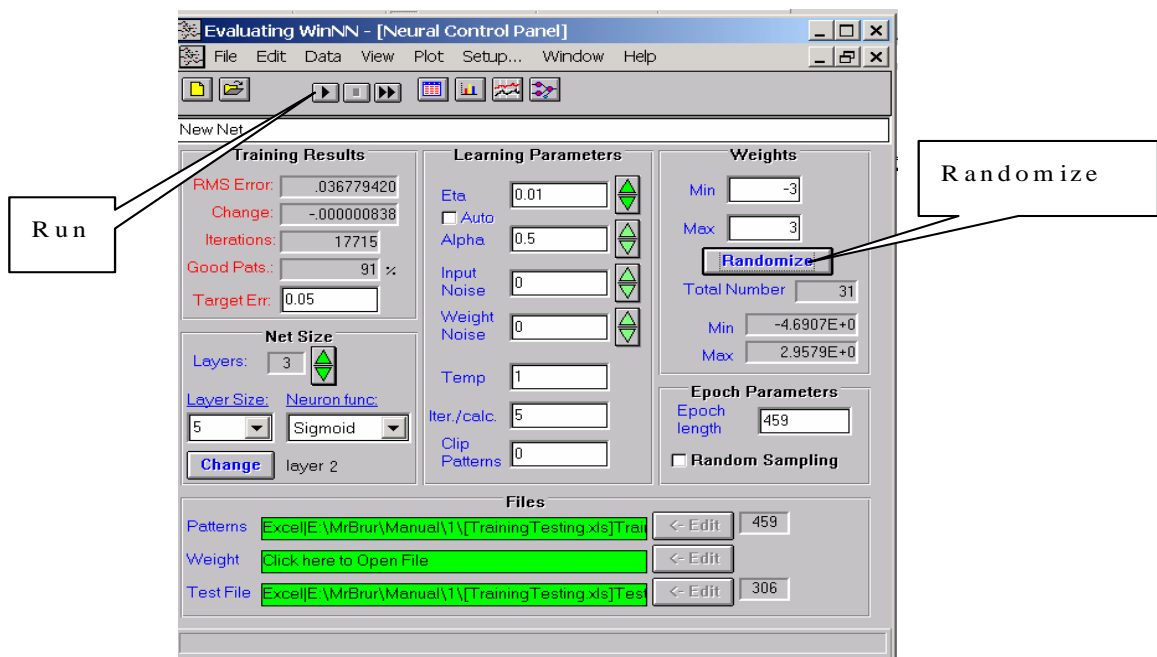 Evaluating WinNN - [Neural Control Panel]
File Edit Data View Plot Setup... Window Help
New Net
Run
Randomize
Training Results
RMS Error: .036779420
Change: -.000000838
Iterations: 17715
Good Pats.: 91 %
Target Err: 0.05
Net Size
Layers: 3
Layer Size: Neuron func:
5 Sigmoid
Change layer 2
Learning Parameters
Eta 0.01
Auto
Alpha 0.5
Input Noise 0
Weight Noise 0
Temp 1
Iter./calc. 5
Clip Patterns 0
Weights
Min -3
Max 3
Randomize
Total Number 31
Min -4.6907E+0
Max 2.9579E+0
Epoch Parameters
Epoch length 459
Random Sampling
Files
Patterns Excel|E:\MrBrur\Manual\1\[TrainingTesting.xls]Trai <- Edit 459
Weight Click here to Open File <- Edit
Test File Excel|E:\MrBrur\Manual\1\[TrainingTesting.xls]Test <- Edit 306